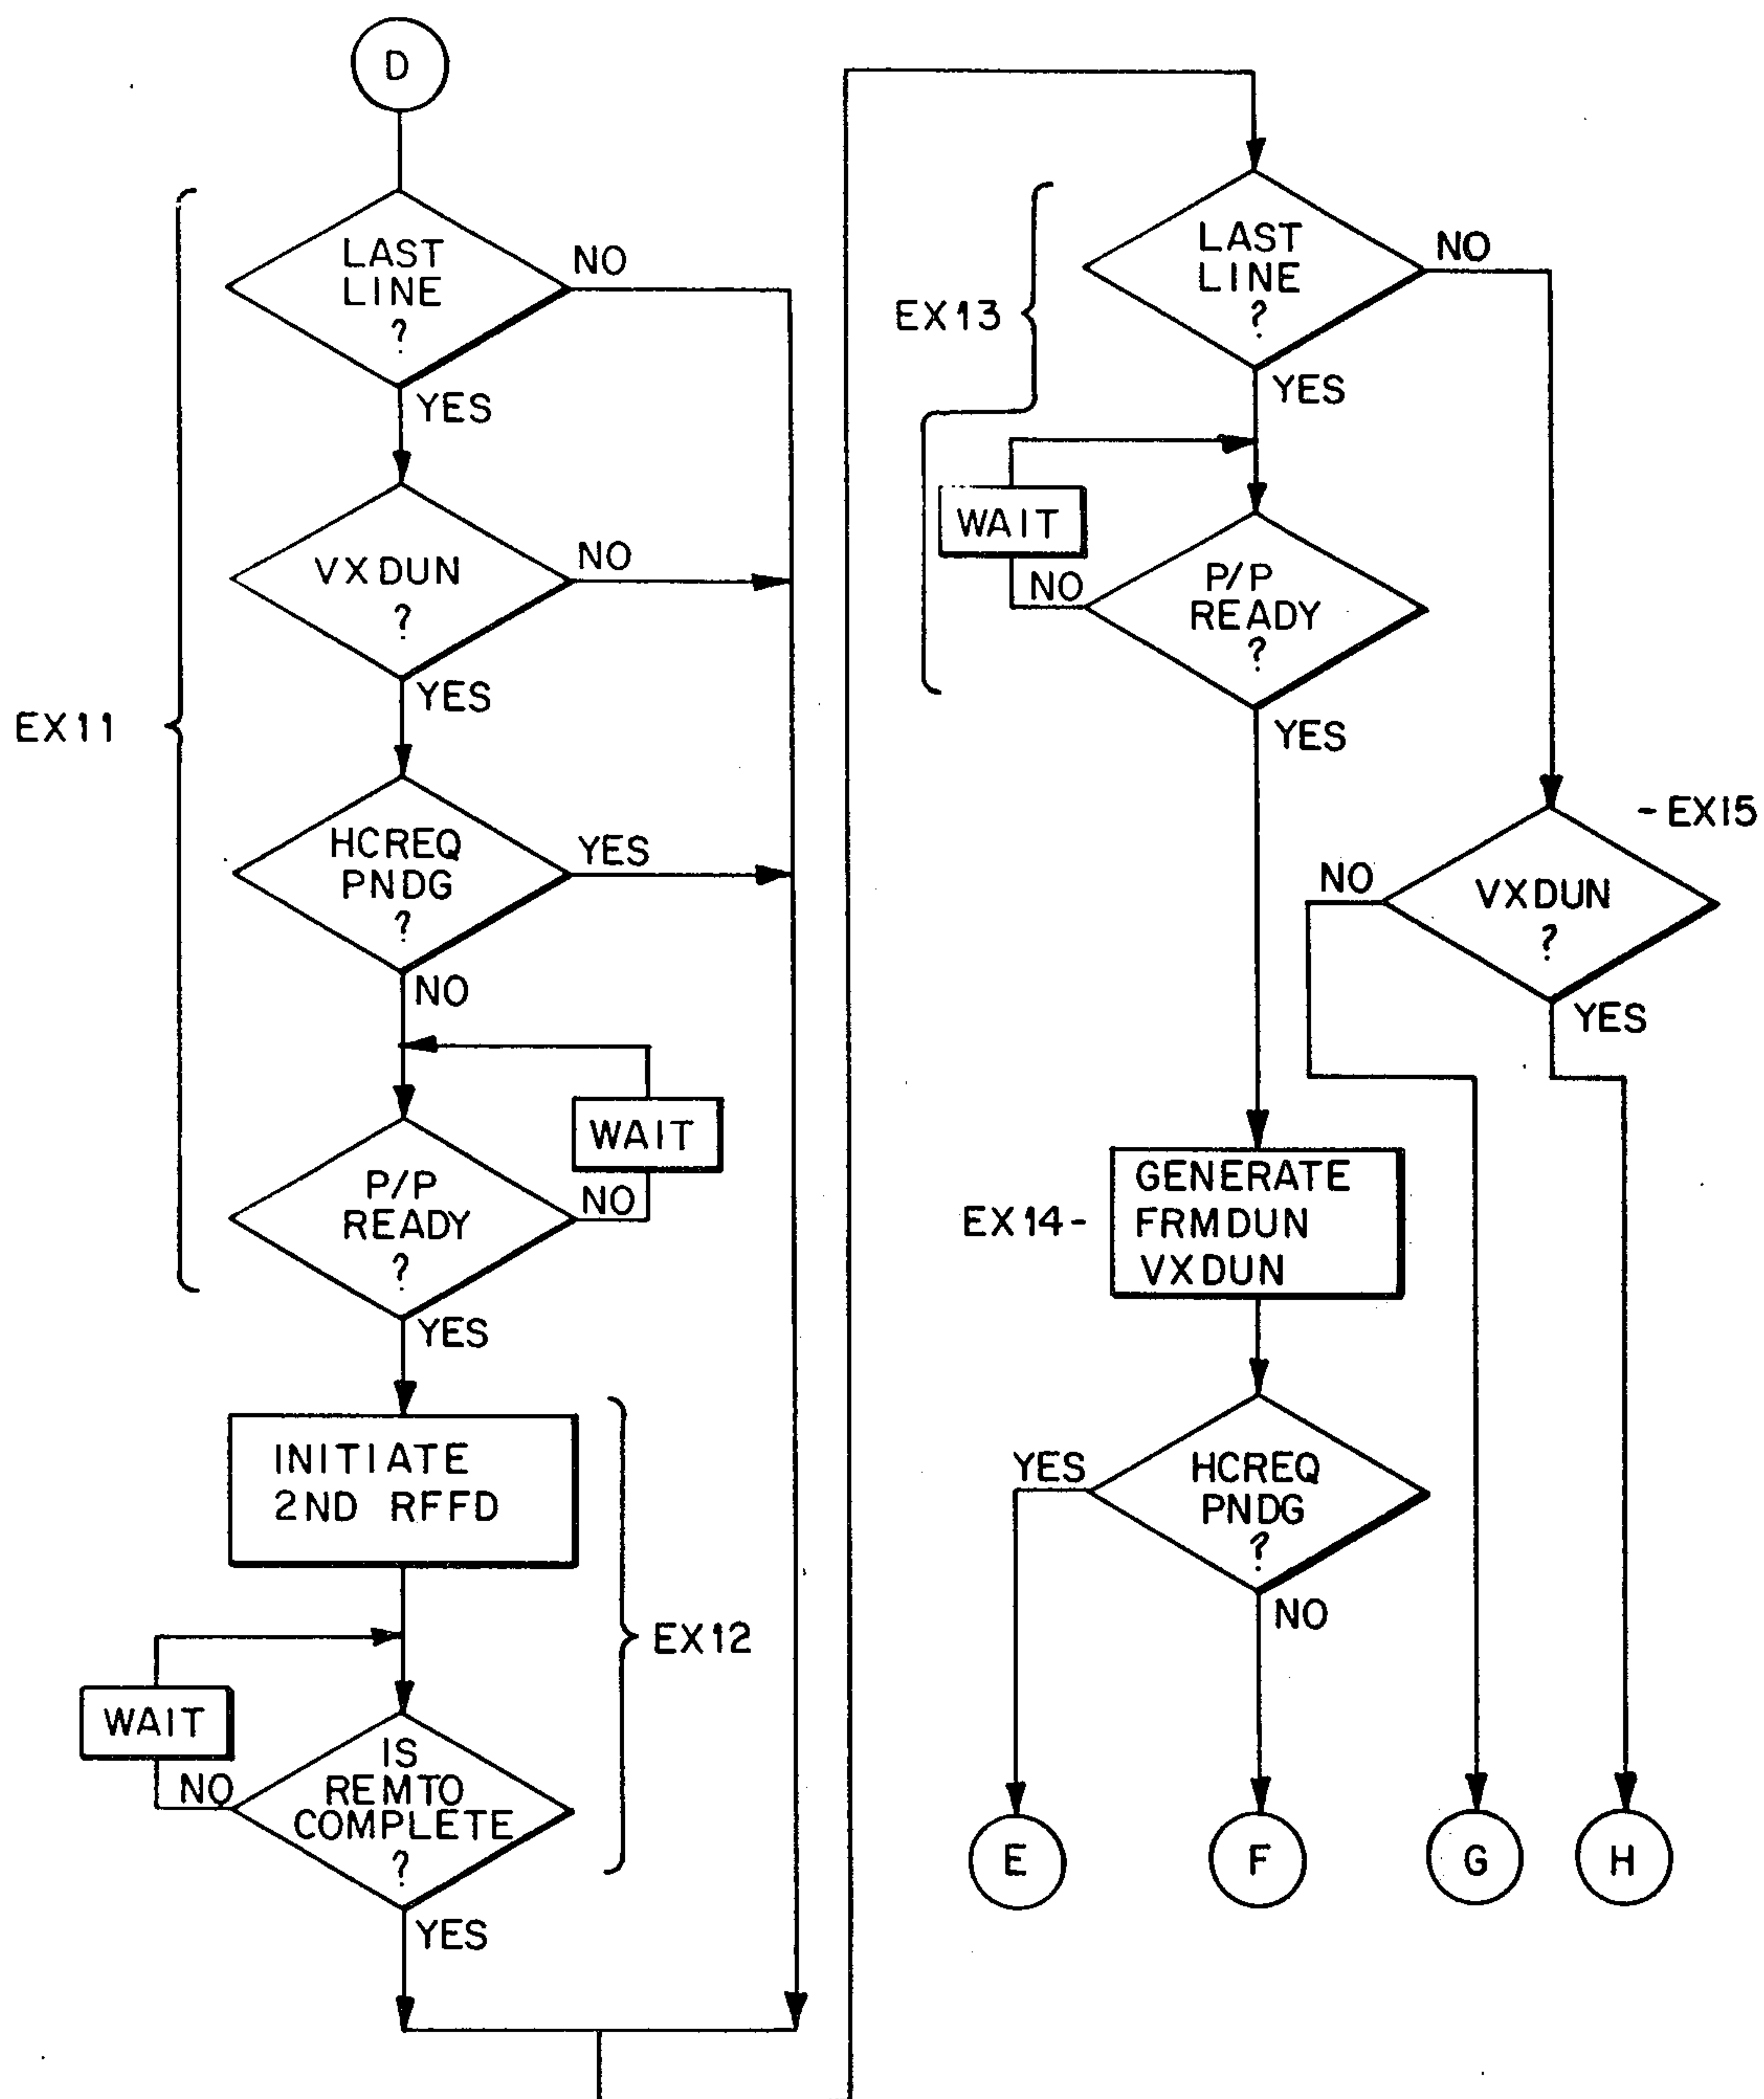 D
LAST
LINE
?
NO
YES
VXDUN
?
NO
YES
EX11
HCREQ
PNDG
?
YES
NO
WAIT
P/P
READY
?
NO
YES
INITIATE
2ND RFFD
EX12
WAIT
IS
REMTO
COMPLETE
?
NO
YES
LAST
LINE
?
NO
EX13
YES
WAIT
P/P
READY
?
NO
YES
-EX15
VXDUN
?
NO
YES
EX14-
GENERATE
FRMDUN
VXDUN
HCREQ
PNDG
?
YES
NO
E
F
G
H